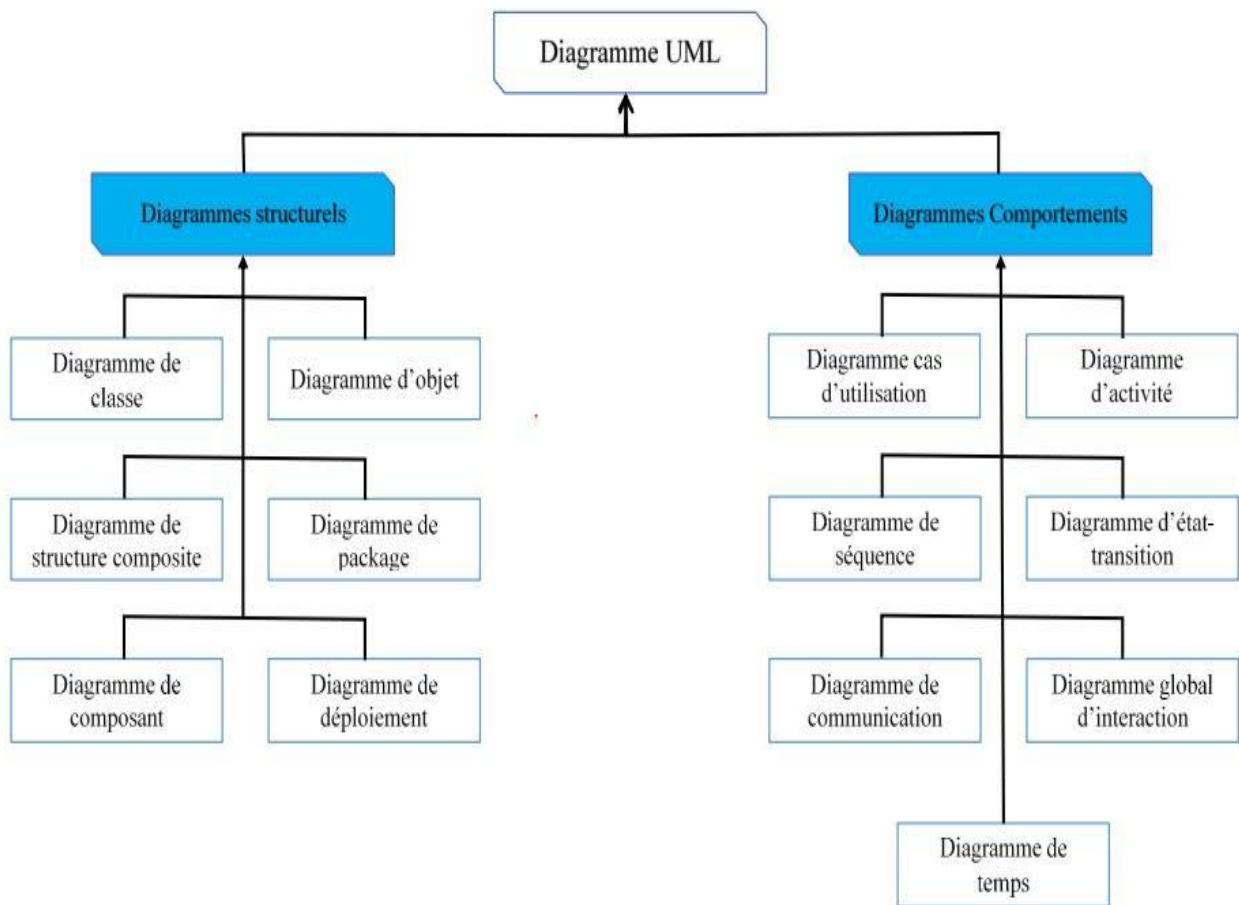 Diagramme UML
Diagrammes structurels
Diagrammes Comportements
Diagramme de
classe
Diagramme d’objet
Diagramme cas
d’utilisation
Diagramme
d’activité
Diagramme de
structure composite
Diagramme de
package
Diagramme de
séquence
Diagramme d’état-
transition
Diagramme de
composant
Diagramme de
déploiement
Diagramme de
communication
Diagramme global
d’interaction
Diagramme de
temps